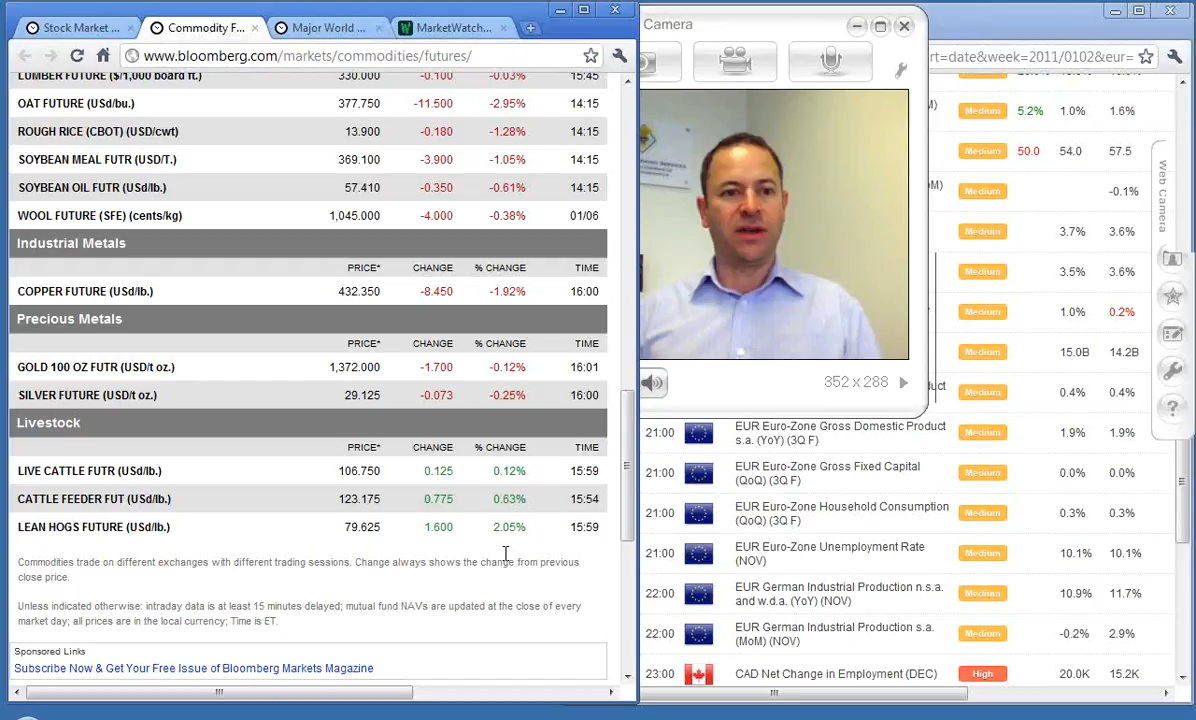 Stock Market ...
Commodity F...
Major World ...
MarketWatch...
www.bloomberg.com/markets/commodities/futures/
LUMBER FUTURE ($/1,000 board ft.) 330.000 -0.100 -0.03% 15:45
OAT FUTURE (USd/bu.) 377.750 -11.500 -2.95% 14:15
ROUGH RICE (CBOT) (USD/cwt) 13.900 -0.180 -1.28% 14:15
SOYBEAN MEAL FUTR (USD/T.) 369.100 -3.900 -1.05% 14:15
SOYBEAN OIL FUTR (USd/lb.) 57.410 -0.350 -0.61% 14:15
WOOL FUTURE (SFE) (cents/kg) 1,045.000 -4.000 -0.38% 01/06
Industrial Metals
PRICE* CHANGE % CHANGE TIME
COPPER FUTURE (USd/lb.) 432.350 -8.450 -1.92% 16:00
Precious Metals
PRICE* CHANGE % CHANGE TIME
GOLD 100 OZ FUTR (USD/t oz.) 1,372.000 -1.700 -0.12% 16:01
SILVER FUTURE (USD/t oz.) 29.125 -0.073 -0.25% 16:00
Livestock
PRICE* CHANGE % CHANGE TIME
LIVE CATTLE FUTR (USd/lb.) 106.750 0.125 0.12% 15:59
CATTLE FEEDER FUT (USd/lb.) 123.175 0.775 0.63% 15:54
LEAN HOGS FUTURE (USd/lb.) 79.625 1.600 2.05% 15:59
Commodities trade on different exchanges with different trading sessions. Change always shows the change from previous
close price.
Unless indicated otherwise: intraday data is at least 15 minutes delayed; mutual fund NAVs are updated at the close of every
market day; all prices are in the local currency; Time is ET.
Sponsored Links
Subscribe Now & Get Your Free Issue of Bloomberg Markets Magazine
Camera
352 x 288
Web Camera
rt=date&week=2011/0102&eur=
M) Medium 5.2% 1.0% 1.6%
Medium 50.0 54.0 57.5
oM) Medium -0.1%
Medium 3.7% 3.6%
Medium 3.5% 3.6%
Medium 1.0% 0.2%
Medium 15.0B 14.2B
duct Medium 0.4% 0.4%
21:00 EUR Euro-Zone Gross Domestic Product
s.a. (YoY) (3Q F) Medium 1.9% 1.9%
21:00 EUR Euro-Zone Gross Fixed Capital
(QoQ) (3Q F) Medium 0.0% 0.0%
21:00 EUR Euro-Zone Household Consumption
(QoQ) (3Q F) Medium 0.3% 0.3%
21:00 EUR Euro-Zone Unemployment Rate
(NOV) Medium 10.1% 10.1%
22:00 EUR German Industrial Production n.s.a.
and w.d.a. (YoY) (NOV) Medium 10.9% 11.7%
22:00 EUR German Industrial Production s.a.
(MoM) (NOV) Medium -0.2% 2.9%
23:00 CAD Net Change in Employment (DEC) High 20.0K 15.2K